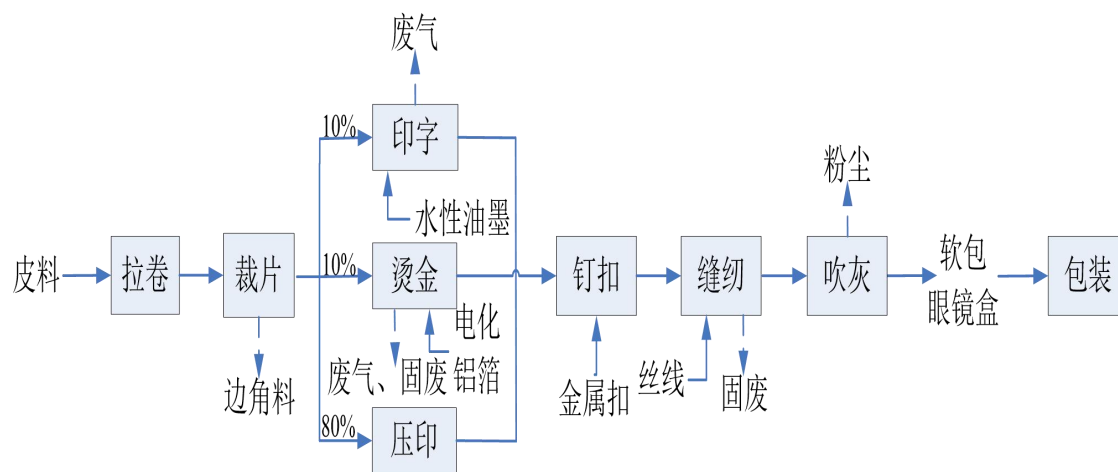 废气
10%
印字
水性油墨
粉尘
皮料
拉卷
裁片
10%
烫金
钉扣
缝纫
吹灰
软包
眼镜盒
包装
边角料
废气、固废
电化
铝箔
金属扣
丝线
固废
80%
压印